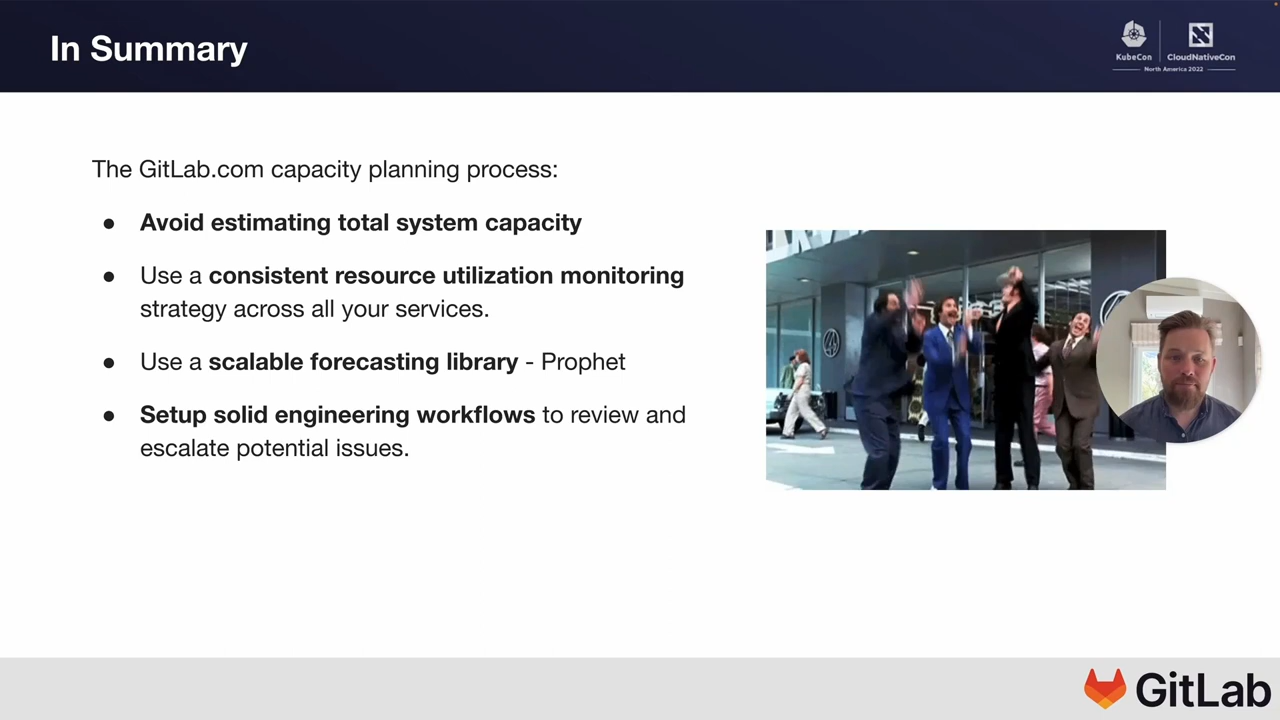 In Summary
KubeCon
CloudNativeCon
North America 2022
The GitLab.com capacity planning process:
● Avoid estimating total system capacity
● Use a consistent resource utilization monitoring
strategy across all your services.
● Use a scalable forecasting library - Prophet
● Setup solid engineering workflows to review and
escalate potential issues.
GitLab